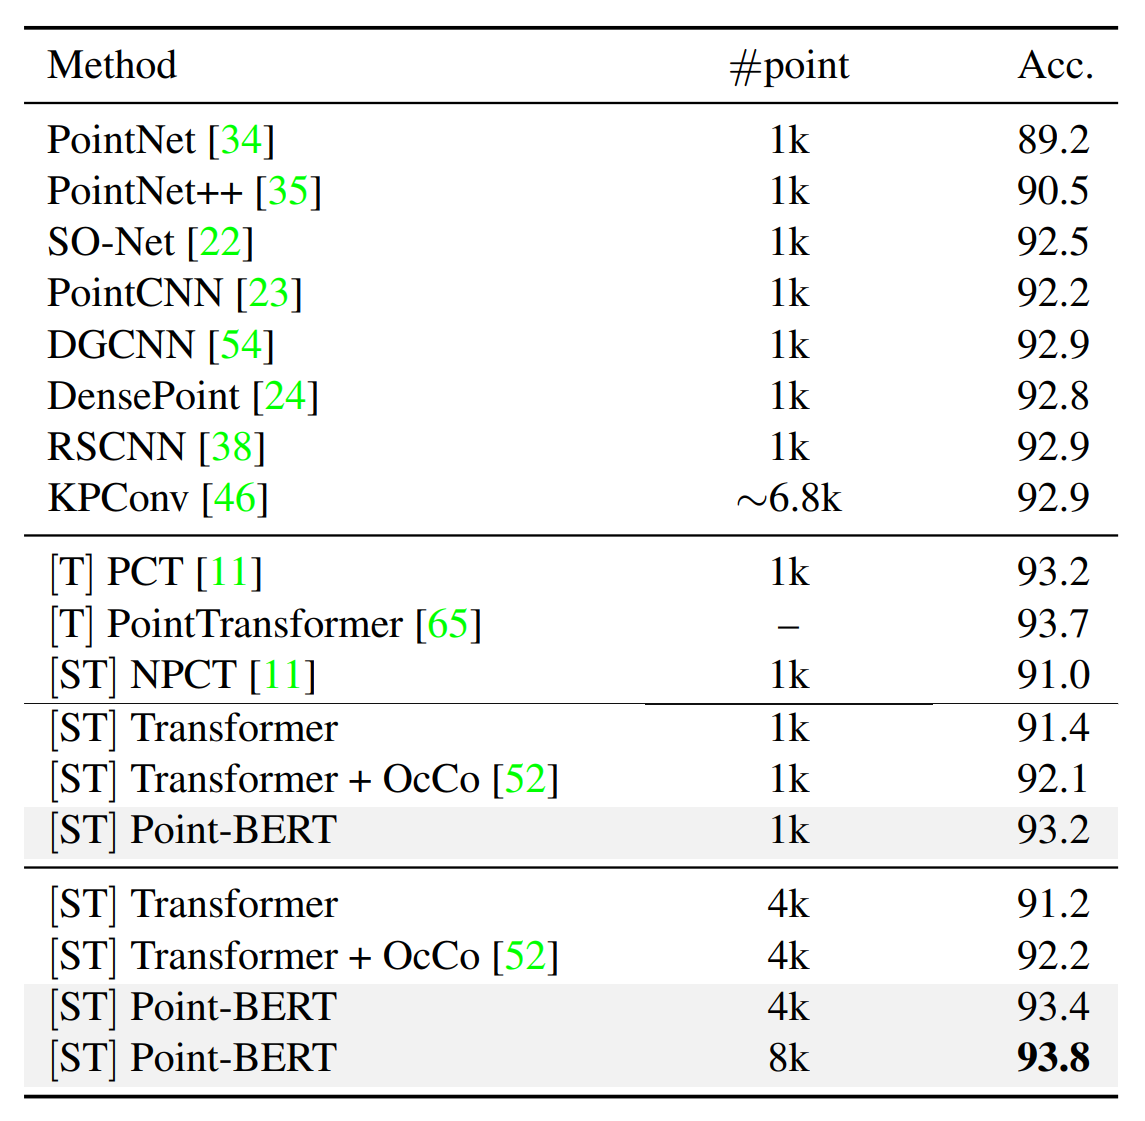 Method #point Acc.
PointNet [34] 1k 89.2
PointNet++ [35] 1k 90.5
SO-Net [22] 1k 92.5
PointCNN [23] 1k 92.2
DGCNN [54] 1k 92.9
DensePoint [24] 1k 92.8
RSCNN [38] 1k 92.9
KPConv [46] ∼6.8k 92.9
[T] PCT [11] 1k 93.2
[T] PointTransformer [65] – 93.7
[ST] NPCT [11] 1k 91.0
[ST] Transformer 1k 91.4
[ST] Transformer + OcCo [52] 1k 92.1
[ST] Point-BERT 1k 93.2
[ST] Transformer 4k 91.2
[ST] Transformer + OcCo [52] 4k 92.2
[ST] Point-BERT 4k 93.4
[ST] Point-BERT 8k 93.8